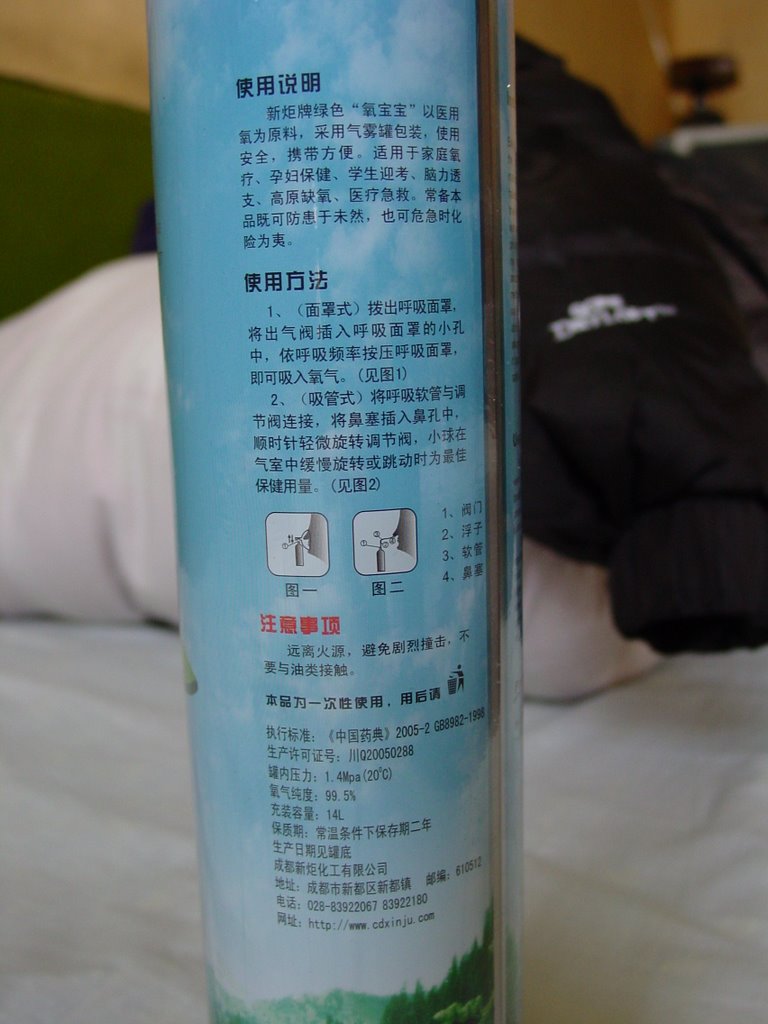 使用说明
新炬牌绿色“氧宝宝”以医用
氧为原料，采用气雾罐包装，使用
安全，携带方便。适用于家庭氧
疗、孕妇保健、学生迎考、脑力透
支、高原缺氧、医疗急救。常备本
品既可防患于未然，也可危急时化
险为夷。
使用方法
1、（面罩式）拨出呼吸面罩，
将出气阀插入呼吸面罩的小孔
中，依呼吸频率按压呼吸面罩，
即可吸入氧气。（见图1）
2、（吸管式）将呼吸软管与调
节阀连接，将鼻塞插入鼻孔中，
顺时针轻微旋转调节阀，小球在
气室中缓慢旋转或跳动时为最佳
保健用量。（见图2）
1、阀门
2、浮子
3、软管
4、鼻塞
图一
图二
注意事项
远离火源，避免剧烈撞击，不
要与油类接触。
本品为一次性使用，用后请
执行标准：《中国药典》2005-2 GB8982-1998
生产许可证号：川Q20050288
罐内压力：1.4Mpa(20℃)
氧气纯度：99.5%
充装容量：14L
保质期：常温条件下保存期二年
生产日期见罐底
成都新炬化工有限公司
地址：成都市新都区新都镇 邮编：610512
电话：028-83922067 83922180
网址：http://www.cdxinju.com